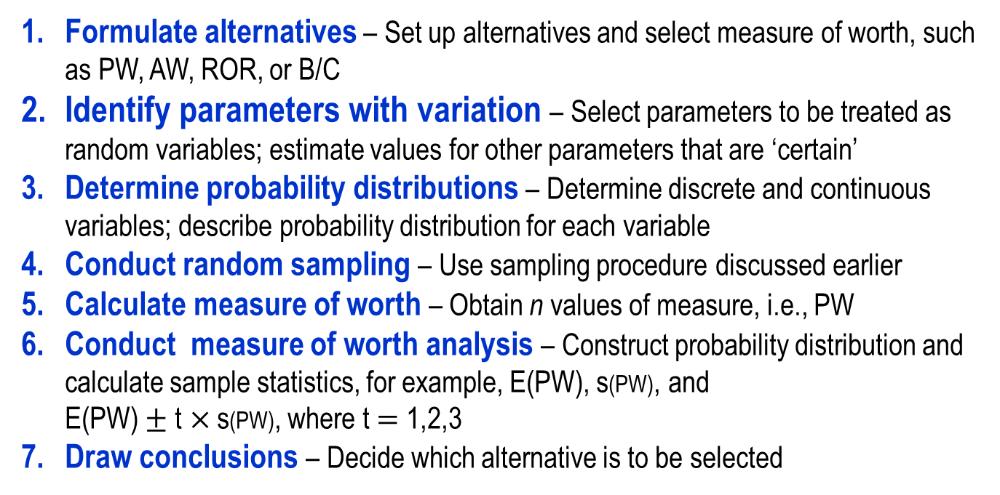 1. Formulate alternatives – Set up alternatives and select measure of worth, such
as PW, AW, ROR, or B/C
2. Identify parameters with variation – Select parameters to be treated as
random variables; estimate values for other parameters that are ‘certain’
3. Determine probability distributions – Determine discrete and continuous
variables; describe probability distribution for each variable
4. Conduct random sampling – Use sampling procedure discussed earlier
5. Calculate measure of worth – Obtain n values of measure, i.e., PW
6. Conduct  measure of worth analysis – Construct probability distribution and
calculate sample statistics, for example, E(PW), s(PW), and
E(PW) ± t × s(PW), where t = 1,2,3
7. Draw conclusions – Decide which alternative is to be selected